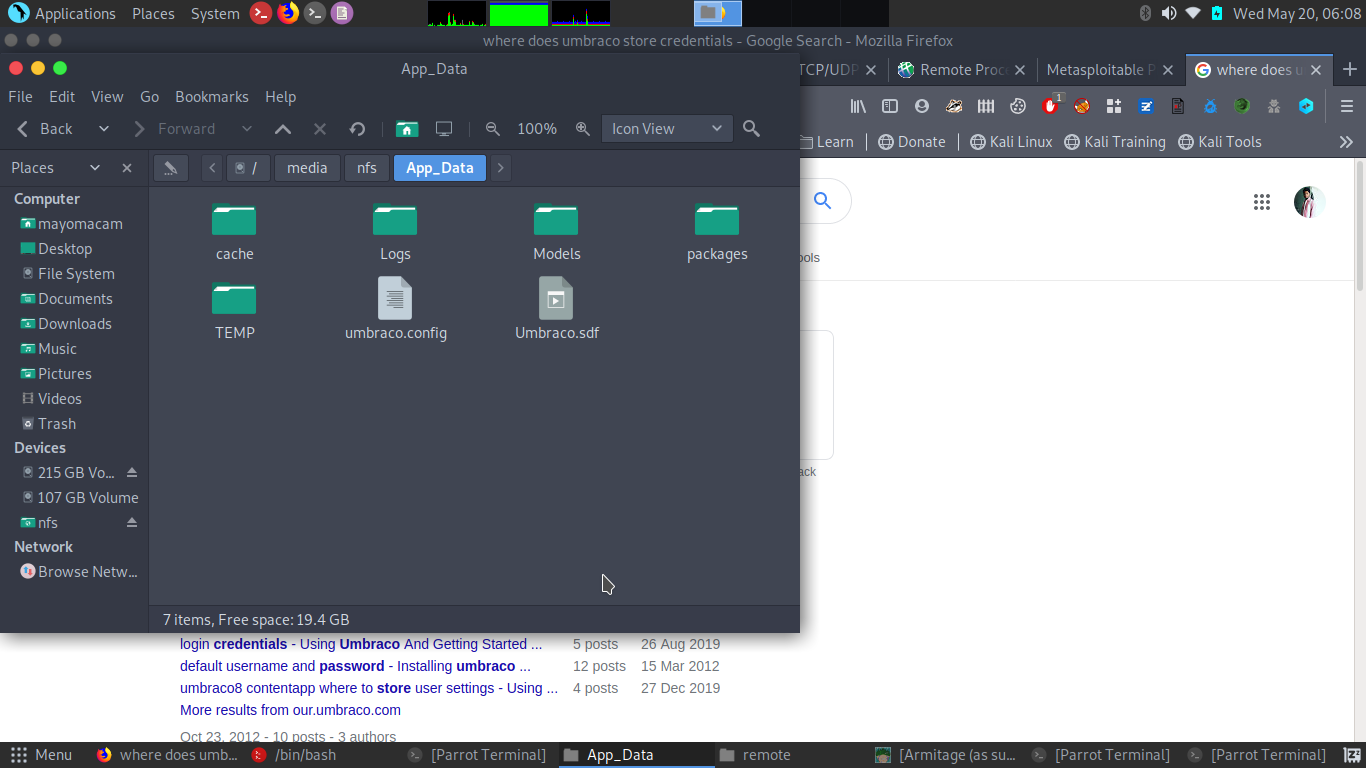 Applications Places System Wed May 20, 06:08
where does umbraco store credentials - Google Search - Mozilla Firefox
App_Data
TCP/UDP Remote Proc Metasploitable P where does u
File Edit View Go Bookmarks Help
1
Back Forward 100% Icon View
Learn Donate Kali Linux Kali Training Kali Tools
Places / media nfs App_Data
Computer
mayomacam
Desktop
File System
Documents
Downloads
Music
Pictures
Videos
Trash
Devices
215 GB Vo...
107 GB Volume
nfs
Network
Browse Netw...
cache Logs Models packages
TEMP umbraco.config Umbraco.sdf
ools
ack
7 items, Free space: 19.4 GB
login credentials - Using Umbraco And Getting Started ... 5 posts 26 Aug 2019
default username and password - Installing umbraco ... 12 posts 15 Mar 2012
umbraco8 contentapp where to store user settings - Using ... 4 posts 27 Dec 2019
More results from our.umbraco.com
Oct 23, 2012 - 10 posts - 3 authors
Menu where does umb... /bin/bash [Parrot Terminal] App_Data remote [Armitage (as su... [Parrot Terminal] [Parrot Terminal]